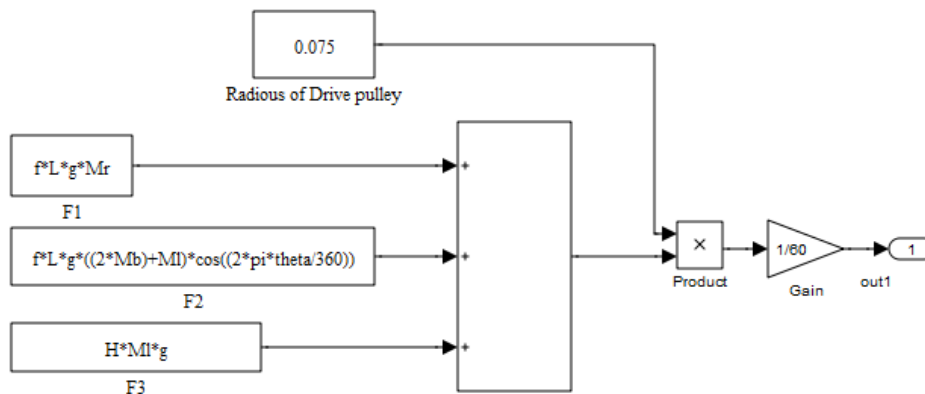 0.075
Radious of Drive pulley
f*L*g*Mr
+
F1
f*L*g*((2*Mb)+Ml)*cos((2*pi*theta/360))
+
F2
H*Ml*g
+
F3
×
Product
1/60
Gain
1
out1